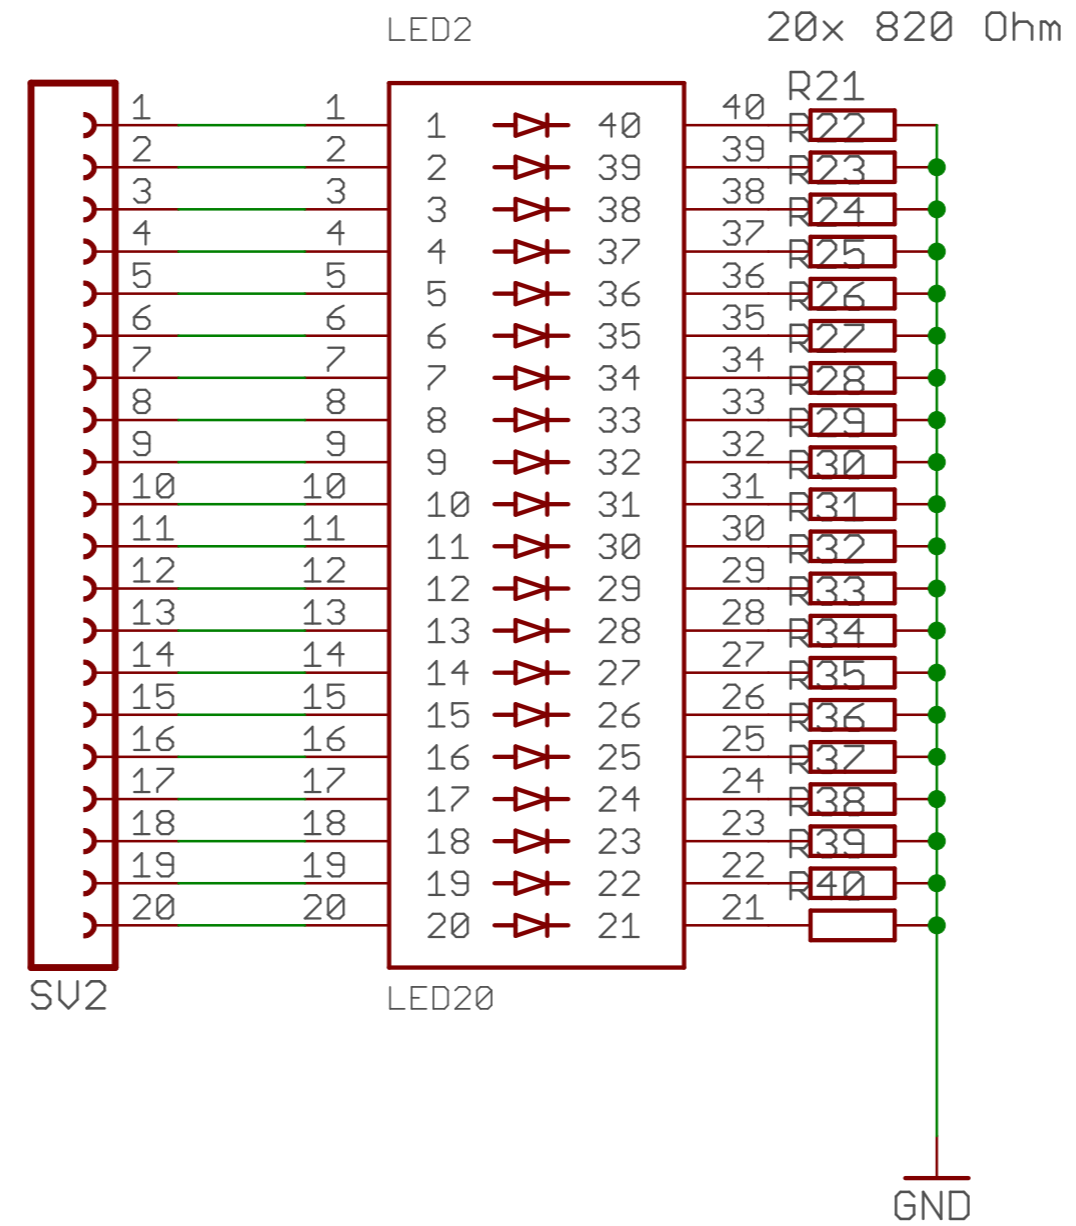 LED2 20x 820 Ohm
R21
1 1 1 40 40 R22
2 2 2 39 39 R23
3 3 3 38 38 R24
4 4 4 37 37 R25
5 5 5 36 36 R26
6 6 6 35 35 R27
7 7 7 34 34 R28
8 8 8 33 33 R29
9 9 9 32 32 R30
10 10 10 31 31 R31
11 11 11 30 30 R32
12 12 12 29 29 R33
13 13 13 28 28 R34
14 14 14 27 27 R35
15 15 15 26 26 R36
16 16 16 25 25 R37
17 17 17 24 24 R38
18 18 18 23 23 R39
19 19 19 22 22 R40
20 20 20 21 21
SV2 LED20
GND